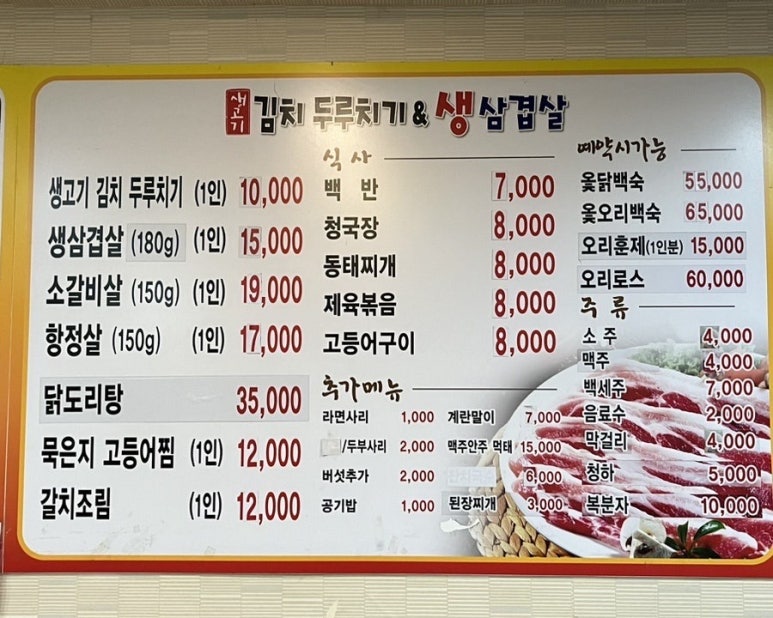 생고기 김치 두루치기 & 생삼겹살
생고기 김치 두루치기 (1인) 10,000
생삼겹살 (180g) (1인) 15,000
소갈비살 (150g) (1인) 19,000
항정살 (150g) (1인) 17,000
닭도리탕 35,000
묵은지 고등어찜 (1인) 12,000
갈치조림 (1인) 12,000
식사
백반 7,000
청국장 8,000
동태찌개 8,000
제육볶음 8,000
고등어구이 8,000
추가메뉴
라면사리 1,000
/두부사리 2,000
버섯추가 2,000
공기밥 1,000
계란말이 7,000
맥주안주 먹태 15,000
6,000
된장찌개 3,000
예약시가능
옻닭백숙 55,000
옻오리백숙 65,000
오리훈제(1인분) 15,000
오리로스 60,000
주류
소주 4,000
맥주 4,000
백세주 7,000
음료수 2,000
막걸리 4,000
청하 5,000
복분자 10,000